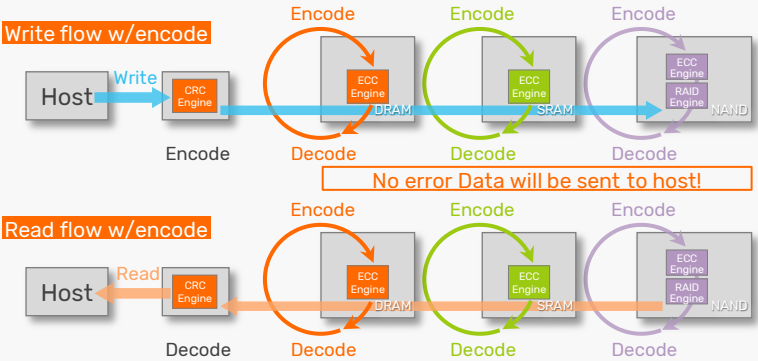 Encode Encode Encode
Write flow w/encode
Write
Host
CRC
Engine
ECC
Engine
DRAM
ECC
Engine
SRAM
ECC
Engine
RAID
Engine
NAND
Encode Decode Decode Decode
No error Data will be sent to host!
Encode Encode Encode
Read flow w/encode
Read
Host
CRC
Engine
ECC
Engine
DRAM
ECC
Engine
SRAM
ECC
Engine
RAID
Engine
NAND
Decode Decode Decode Decode